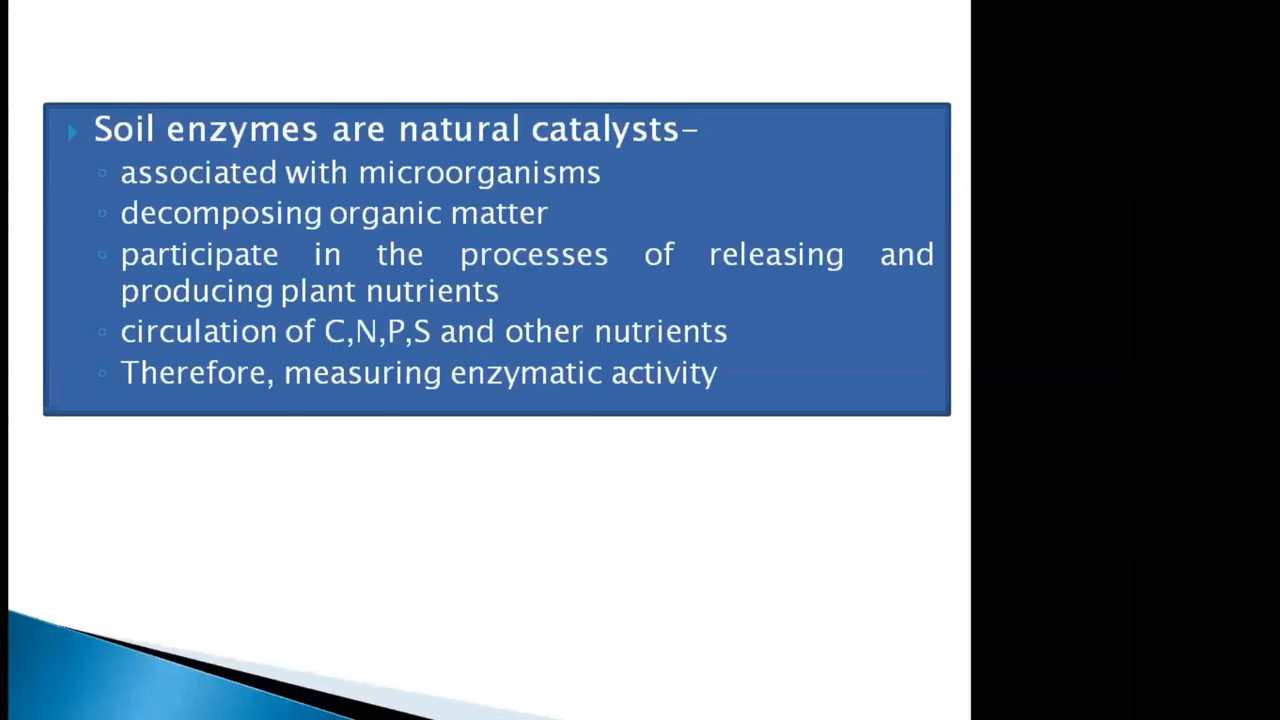 Soil enzymes are natural catalysts-
associated with microorganisms
decomposing organic matter
participate in the processes of releasing and
producing plant nutrients
circulation of C,N,P,S and other nutrients
Therefore, measuring enzymatic activity